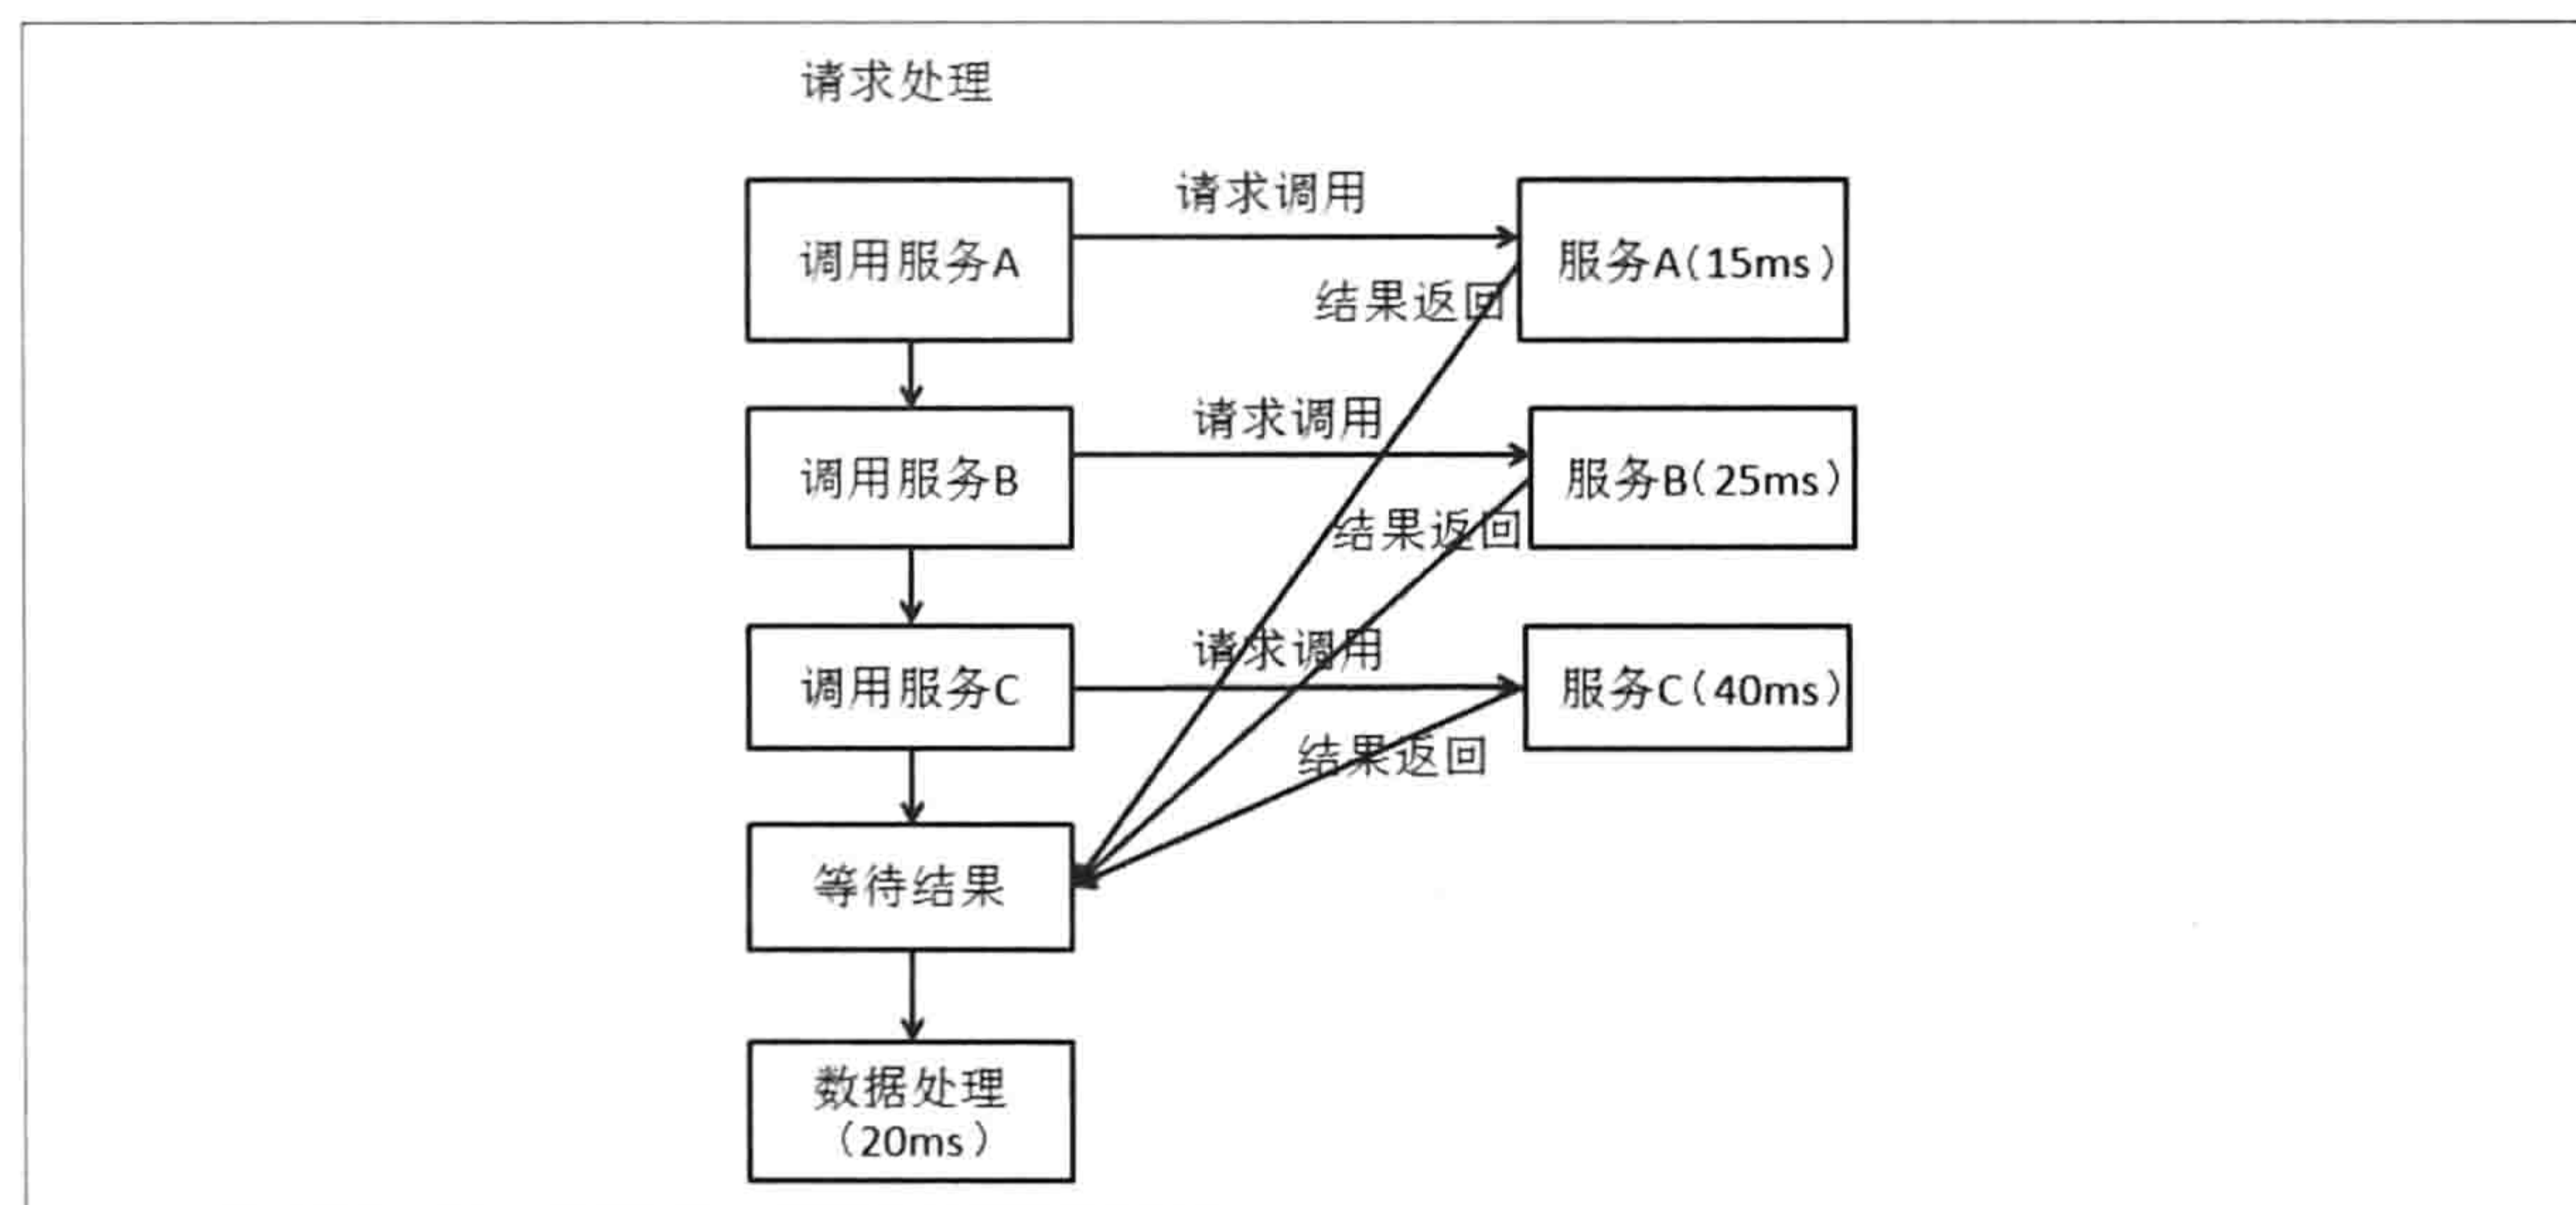 请求处理
请求调用
调用服务A
服务A(15ms)
结果返回
请求调用
调用服务B
服务B(25ms)
结果返回
请求调用
调用服务C
服务C(40ms)
结果返回
等待结果
数据处理
(20ms)